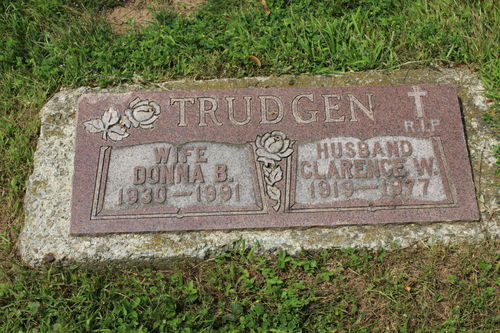 TRUDGEN
R.I.P
WIFE
DONNA B.
1930—1991
HUSBAND
CLARENCE W.
1919—1977